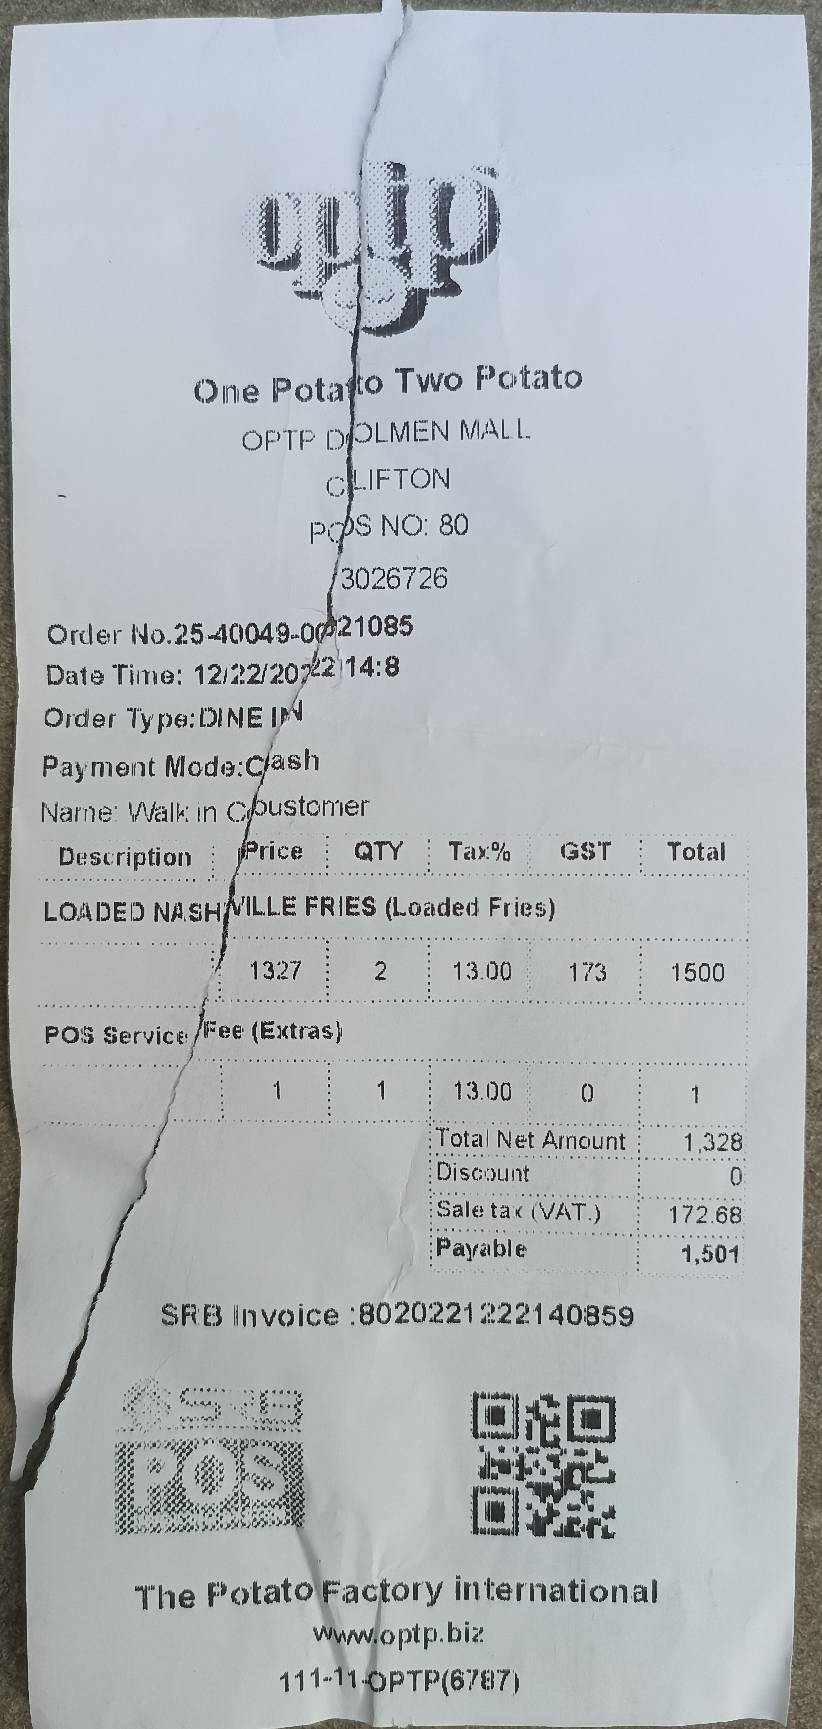 optp
One Potato Two Potato
OPTP DOLMEN MALL
CLIFTON
POS NO: 80
3026726
Order No.25-40049-0021085
Date Time: 12/22/2022 14:8
Order Type:DINE IN
Payment Mode:Cash
Name: Walk in Coustomer
Description Price QTY Tax% GST Total
LOADED NASHVILLE FRIES (Loaded Fries)
1327 2 13.00 173 1500
POS Service Fee (Extras)
1 1 13.00 0 1
Total Net Amount 1,328
Discount 0
Sale tax (VAT.) 172.68
Payable 1,501
SRB Invoice :8020221222140859
SRB
POS
The Potato Factory international
www.optp.biz
111-11-OPTP(6787)